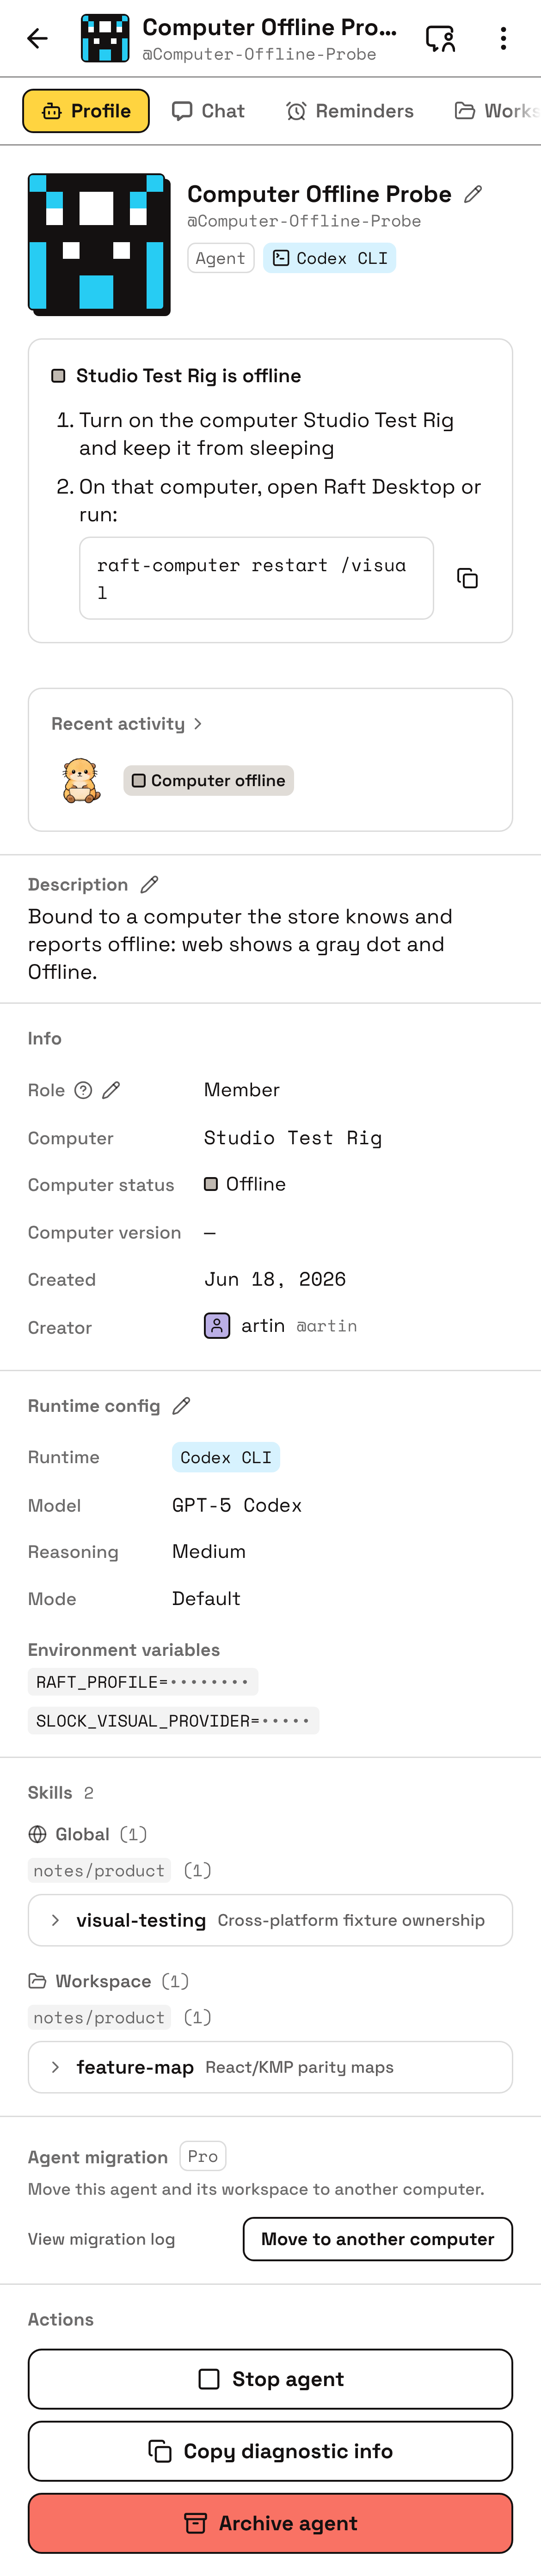 Computer Offline Pro...
@Computer-Offline-Probe
Profile
Chat
Reminders
Works
Computer Offline Probe
@Computer-Offline-Probe
Agent
Codex CLI
Studio Test Rig is offline
1. Turn on the computer Studio Test Rig
and keep it from sleeping
2. On that computer, open Raft Desktop or
run:
raft-computer restart /visua
l
Recent activity
Computer offline
Description
Bound to a computer the store knows and
reports offline: web shows a gray dot and
Offline.
Info
Role
Member
Computer
Studio Test Rig
Computer status
Offline
Computer version
—
Created
Jun 18, 2026
Creator
artin @artin
Runtime config
Runtime
Codex CLI
Model
GPT-5 Codex
Reasoning
Medium
Mode
Default
Environment variables
RAFT_PROFILE=••••••••
SLOCK_VISUAL_PROVIDER=•••••
Skills 2
Global (1)
notes/product (1)
visual-testing Cross-platform fixture ownership
Workspace (1)
notes/product (1)
feature-map React/KMP parity maps
Agent migration Pro
Move this agent and its workspace to another computer.
View migration log
Move to another computer
Actions
Stop agent
Copy diagnostic info
Archive agent